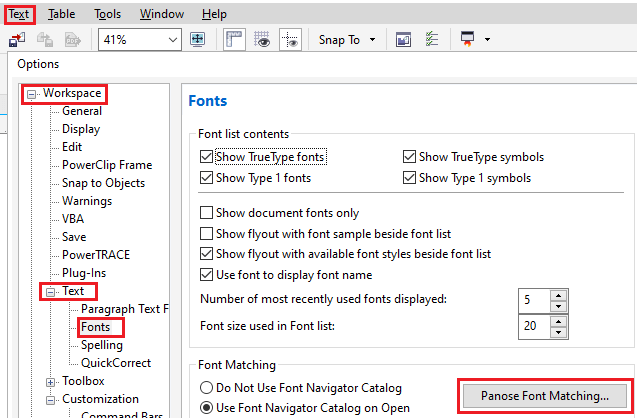 Text Table Tools Window Help
41% Snap To
Options
Workspace
General
Display
Edit
PowerClip Frame
Snap to Objects
Warnings
VBA
Save
PowerTRACE
Plug-Ins
Text
Paragraph Text F
Fonts
Spelling
QuickCorrect
Toolbox
Customization
Command Bars
Fonts
Font list contents
Show TrueType fonts Show TrueType symbols
Show Type 1 fonts Show Type 1 symbols
Show document fonts only
Show flyout with font sample beside font list
Show flyout with available font styles beside font list
Use font to display font name
Number of most recently used fonts displayed: 5
Font size used in Font list: 20
Font Matching
Do Not Use Font Navigator Catalog
Panose Font Matching...
Use Font Navigator Catalog on Open